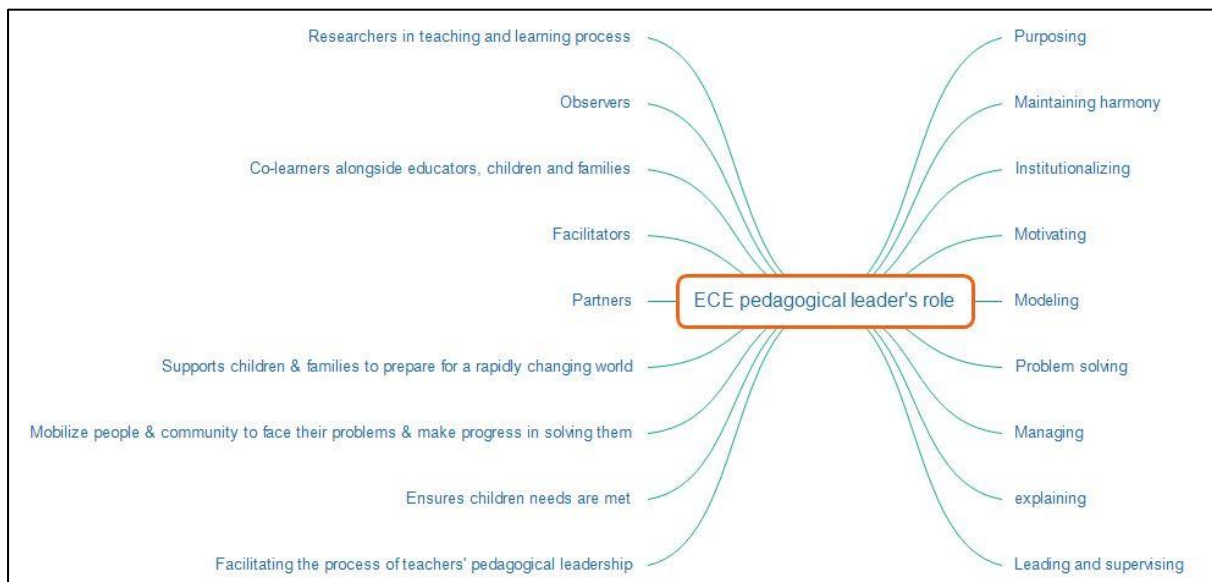 Researchers in teaching and learning process
Observers
Co-learners alongside educators, children and families
Facilitators
Partners
Supports children & families to prepare for a rapidly changing world
Mobilize people & community to face their problems & make progress in solving them
Ensures children needs are met
Facilitating the process of teachers' pedagogical leadership
ECE pedagogical leader's role
Purposing
Maintaining harmony
Institutionalizing
Motivating
Modeling
Problem solving
Managing
explaining
Leading and supervising